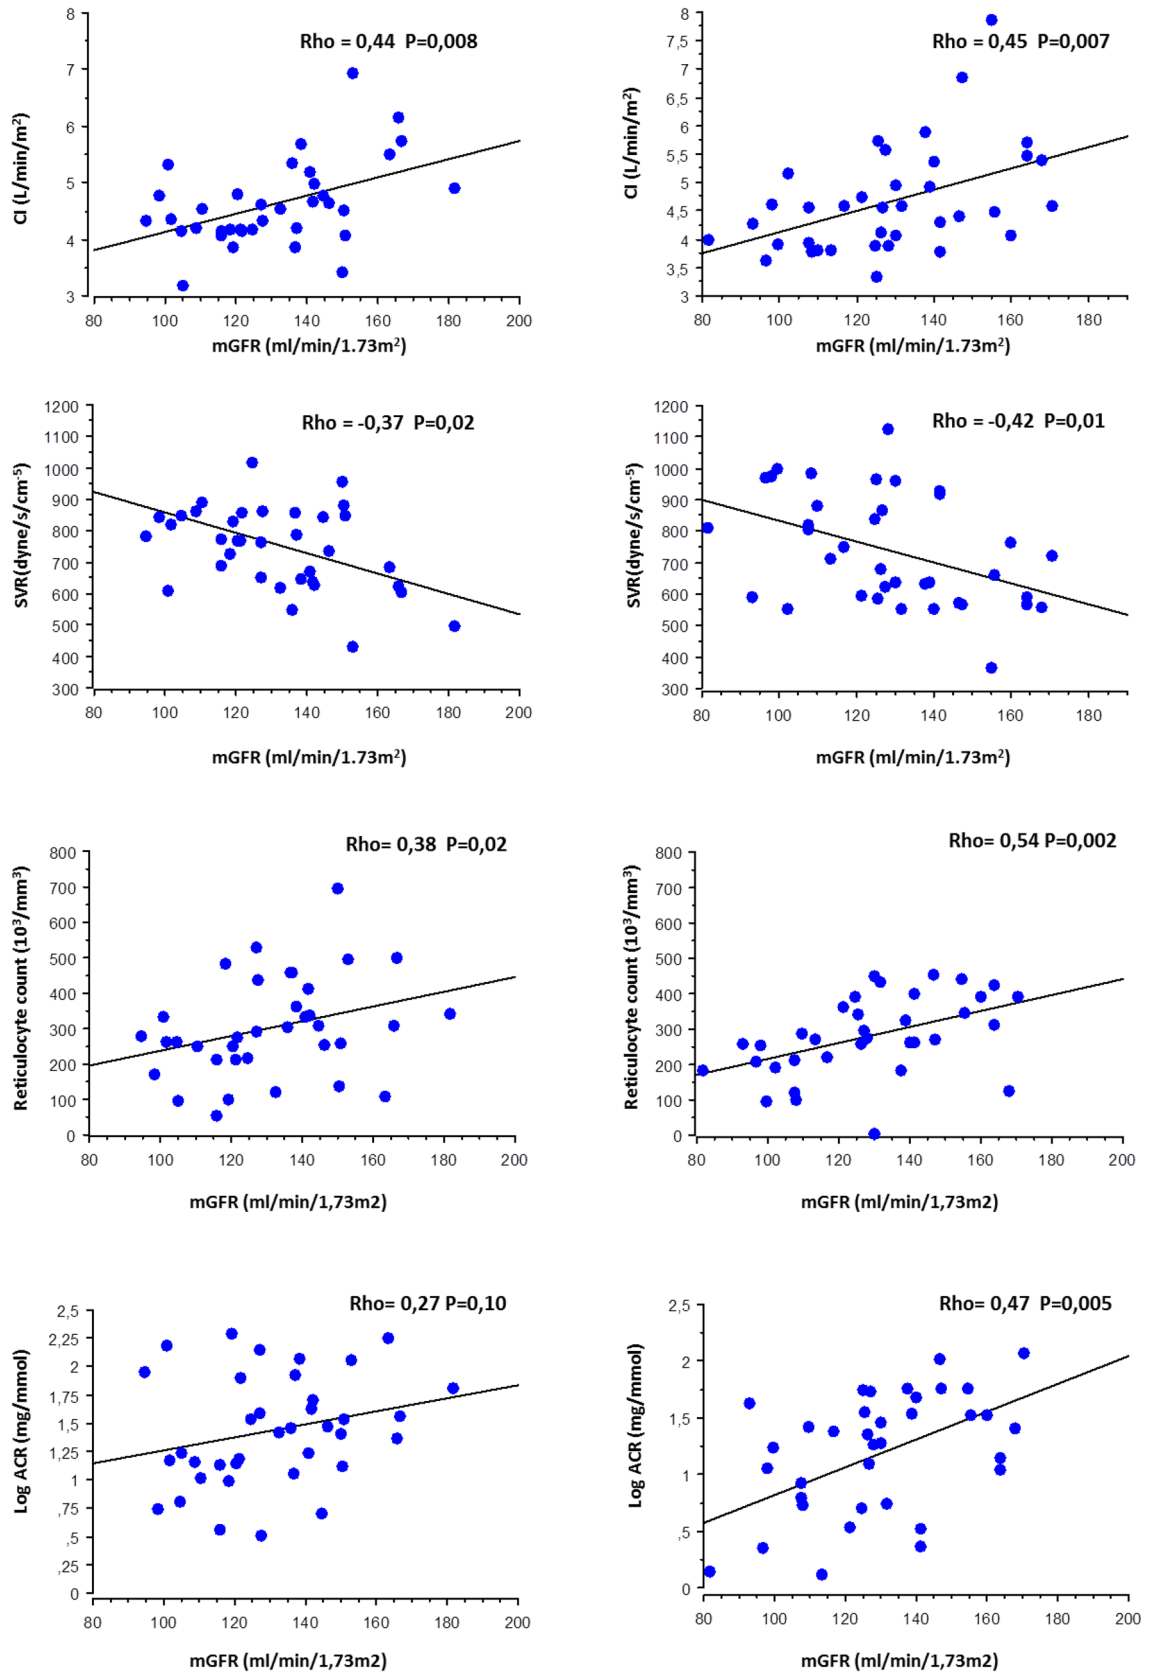 Rho = 0,44 P=0,008
CI (L/min/m²)
8
7
6
5
4
3
80 100 120 140 160 180 200
mGFR (ml/min/1.73m²)
Rho = 0,45 P=0,007
CI (L/min/m²)
8
7,5
7
6,5
6
5,5
5
4,5
4
3,5
3
80 100 120 140 160 180
mGFR (ml/min/1.73m²)
Rho = -0,37 P=0,02
SVR(dyne/s/cm⁻⁵)
1200
1100
1000
900
800
700
600
500
400
300
80 100 120 140 160 180 200
mGFR (ml/min/1.73m²)
Rho = -0,42 P=0,01
SVR(dyne/s/cm⁻⁵)
1200
1100
1000
900
800
700
600
500
400
300
80 100 120 140 160 180
mGFR (ml/min/1.73m²)
Rho= 0,38 P=0,02
Reticulocyte count (10³/mm³)
800
700
600
500
400
300
200
100
0
80 100 120 140 160 180 200
mGFR (ml/min/1,73m2)
Rho= 0,54 P=0,002
Reticulocyte count (10³/mm³)
800
700
600
500
400
300
200
100
0
80 100 120 140 160 180 200
mGFR (ml/min/1,73m2)
Rho= 0,27 P=0,10
Log ACR (mg/mmol)
2,5
2,25
2
1,75
1,5
1,25
1
,75
,5
,25
0
80 100 120 140 160 180 200
mGFR (ml/min/1,73m2)
Rho= 0,47 P=0,005
Log ACR (mg/mmol)
2,5
2
1,5
1
,5
0
80 100 120 140 160 180 200
mGFR (ml/min/1,73m2)